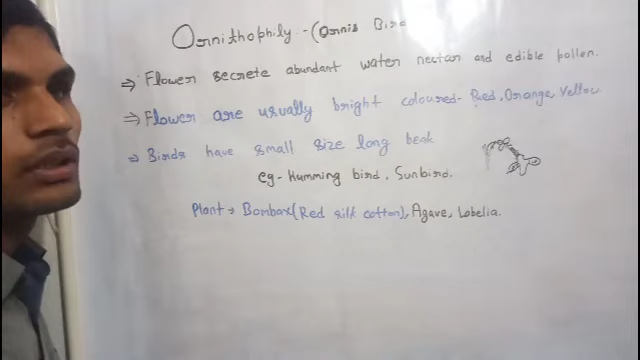 Ornithophily - (Ornis Bird
⇒ Flower secrete abundant water nectar and edible pollen.
⇒ Flower are usually bright coloured - Red, Orange, Yellow
⇒ Birds have small size long beak
eg - Humming bird, Sunbird.
Plant → Bombax (Red silk cotton), Agave, Lobelia.